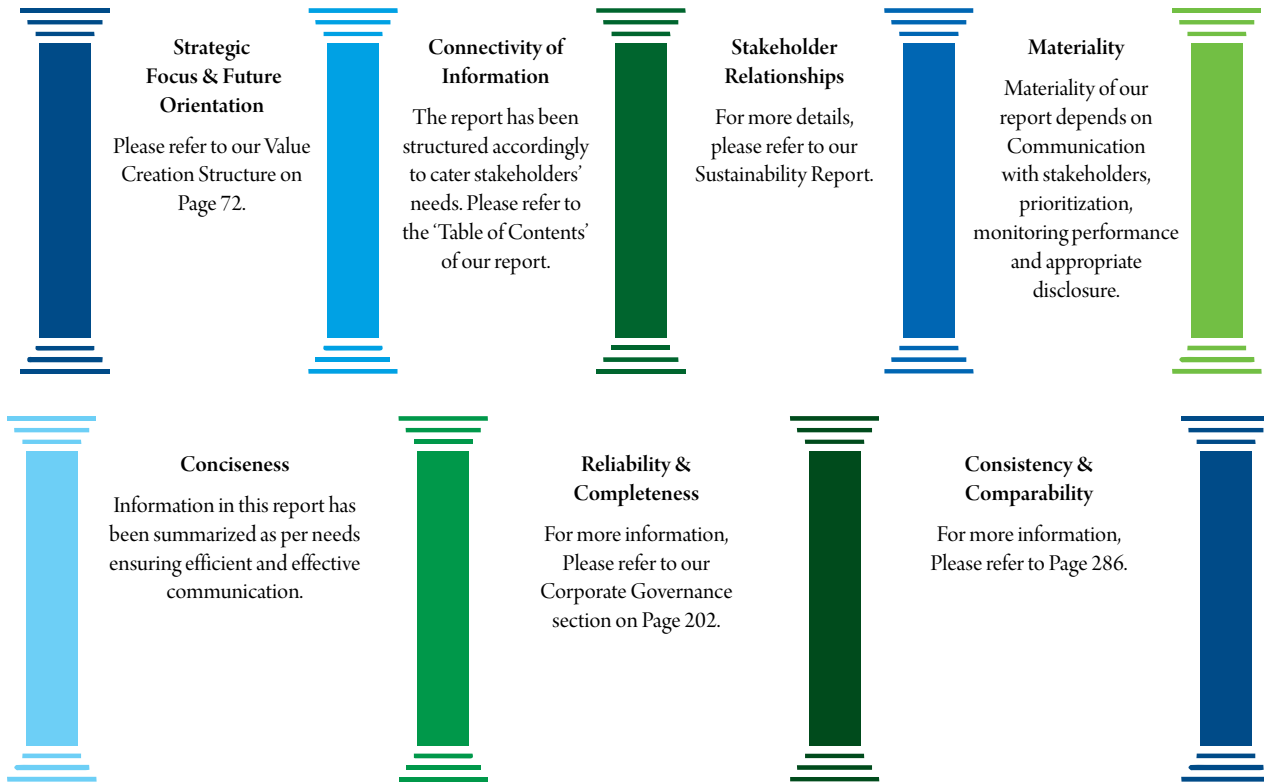 Strategic
Focus & Future
Orientation
Please refer to our Value
Creation Structure on
Page 72.
Connectivity of
Information
The report has been
structured accordingly
to cater stakeholders’
needs. Please refer to
the ‘Table of Contents’
of our report.
Stakeholder
Relationships
For more details,
please refer to our
Sustainability Report.
Materiality
Materiality of our
report depends on
Communication
with stakeholders,
prioritization,
monitoring performance
and appropriate
disclosure.
Conciseness
Information in this report has
been summarized as per needs
ensuring efficient and effective
communication.
Reliability &
Completeness
For more information,
Please refer to our
Corporate Governance
section on Page 202.
Consistency &
Comparability
For more information,
Please refer to Page 286.